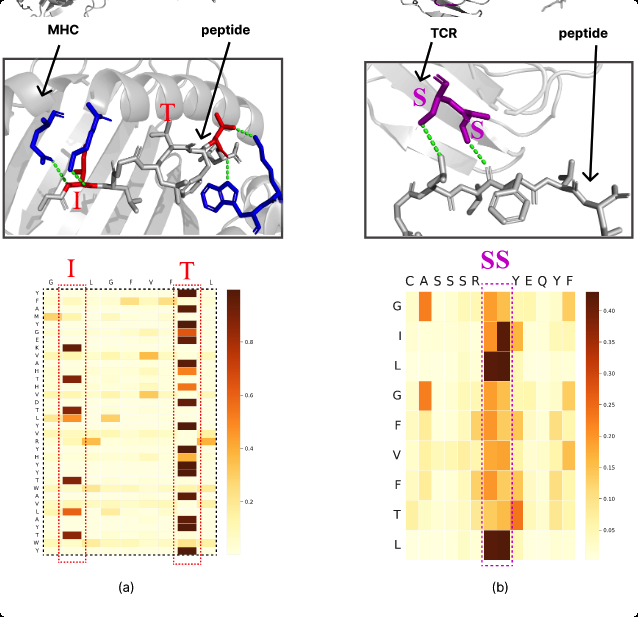 MHC
peptide
TCR
peptide
T
I
S
S
I
T
SS
G L G F V F L
C A S S S R Y E Q Y F
Y
F
A
M
Y
G
E
K
V
A
H
T
H
V
D
T
L
Y
V
R
Y
H
Y
Y
T
W
A
V
L
A
Y
T
W
Y
0.8
0.6
0.4
0.2
G
I
L
G
F
V
F
T
L
0.40
0.35
0.30
0.25
0.20
0.15
0.10
0.05
(a)
(b)